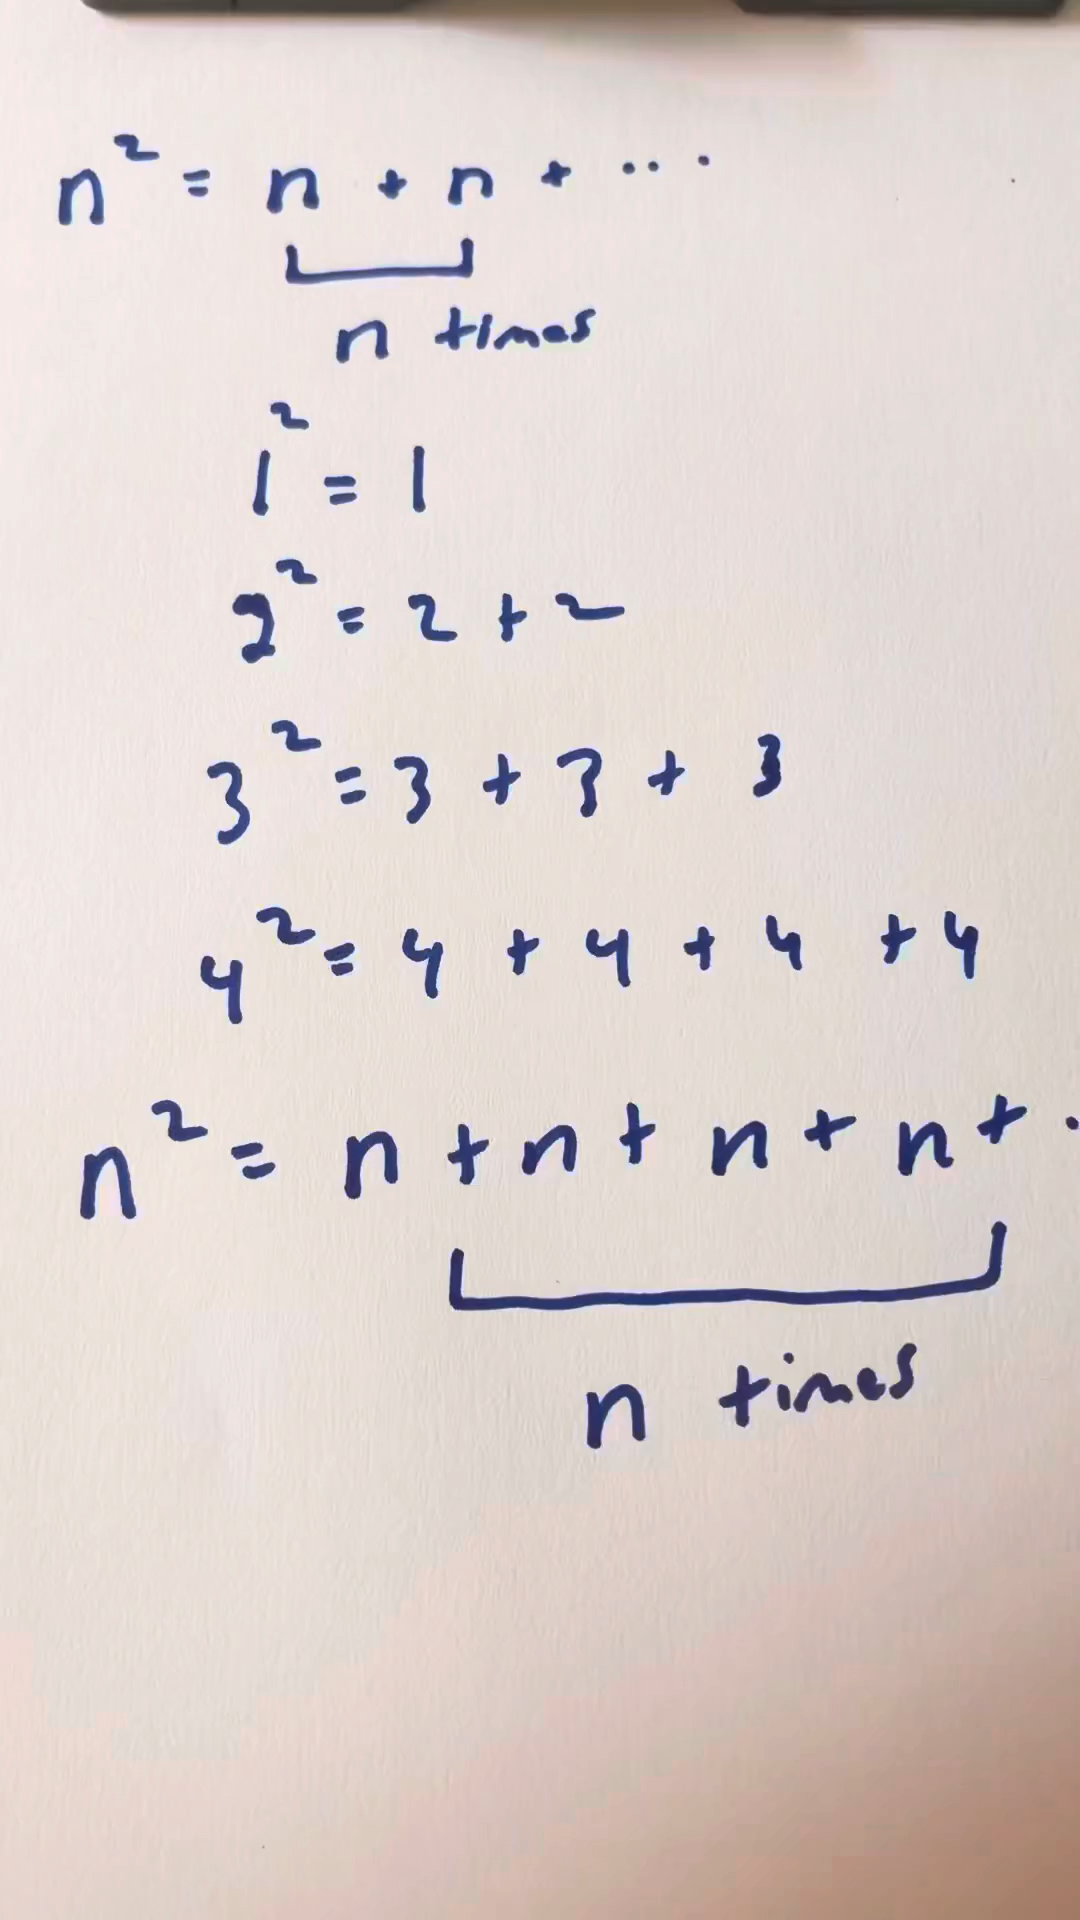 n² = n + n + ....
n times
1² = 1
2² = 2 + 2
3² = 3 + 3 + 3
4² = 4 + 4 + 4 + 4
n² = n + n + n + n + .
n times